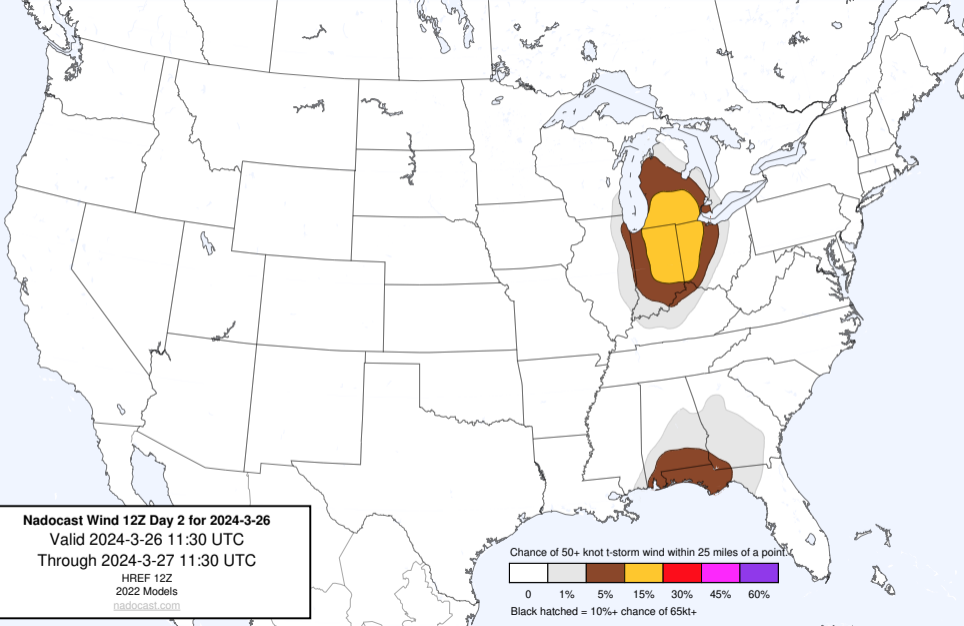 Nadocast Wind 12Z Day 2 for 2024-3-26
Valid 2024-3-26 11:30 UTC
Through 2024-3-27 11:30 UTC
HREF 12Z
2022 Models
nadocast.com
Chance of 50+ knot t-storm wind within 25 miles of a point.
0 1% 5% 15% 30% 45% 60%
Black hatched = 10%+ chance of 65kt+